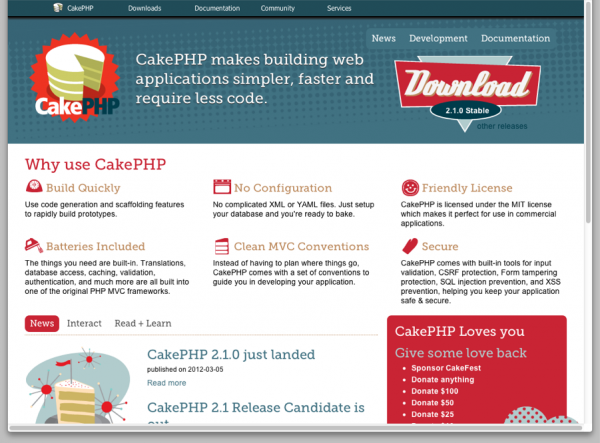 CakePHP Downloads Documentation Community Services
News Development Documentation
CakePHP
CakePHP makes building web
applications simpler, faster and
require less code.
Download
2.1.0 Stable
other releases
Why use CakePHP
Build Quickly
Use code generation and scaffolding features
to rapidly build prototypes.
No Configuration
No complicated XML or YAML files. Just setup
your database and you're ready to bake.
Friendly License
CakePHP is licensed under the MIT license
which makes it perfect for use in commercial
applications.
Batteries Included
The things you need are built-in. Translations,
database access, caching, validation,
authentication, and much more are all built into
one of the original PHP MVC frameworks.
Clean MVC Conventions
Instead of having to plan where things go,
CakePHP comes with a set of conventions to
guide you in developing your application.
Secure
CakePHP comes with built-in tools for input
validation, CSRF protection, Form tampering
protection, SQL injection prevention, and XSS
prevention, helping you keep your application
safe & secure.
News Interact Read + Learn
CakePHP 2.1.0 just landed
published on 2012-03-05
Read more
CakePHP 2.1 Release Candidate is
out
CakePHP Loves you
Give some love back
• Sponsor CakeFest
• Donate anything
• Donate $100
• Donate $50
• Donate $25